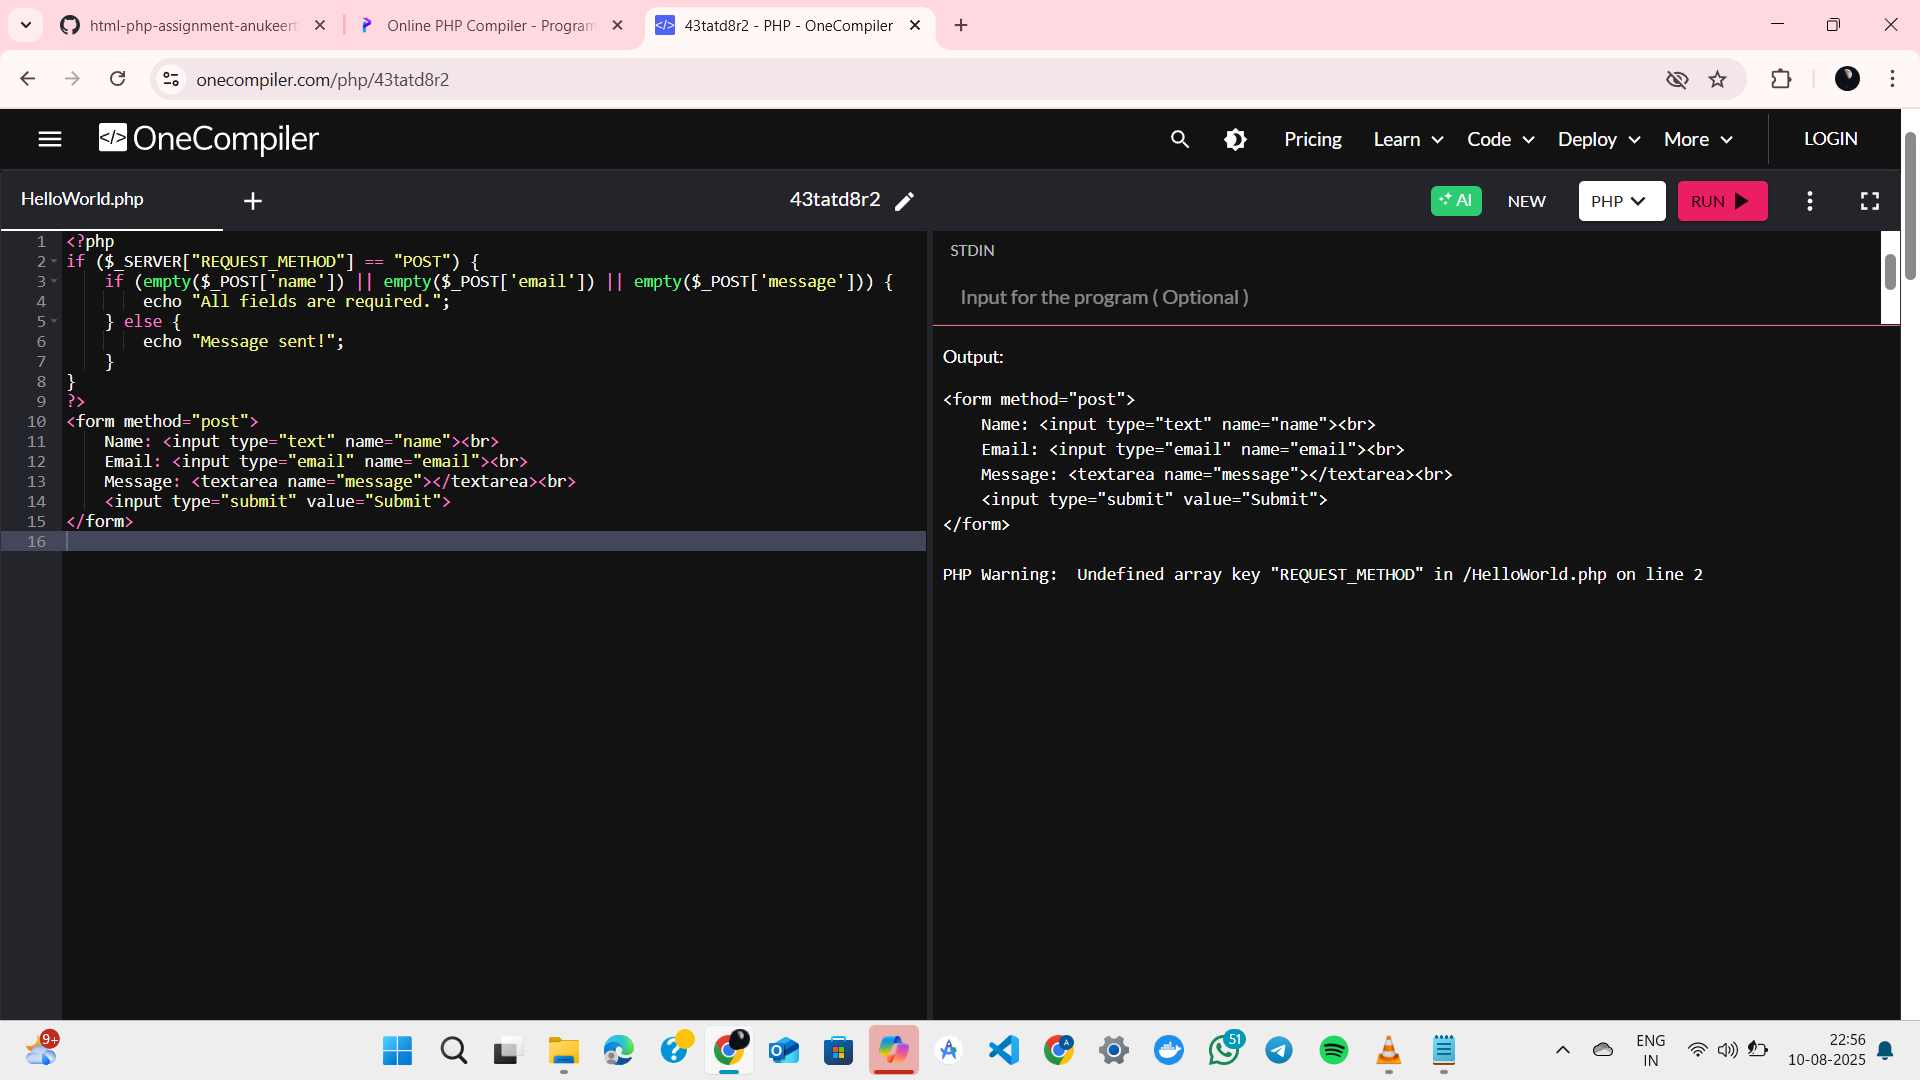 html-php-assignment-anukeert
Online PHP Compiler - Program
43tatd8r2 - PHP - OneCompiler
onecompiler.com/php/43tatd8r2
</> OneCompiler
Pricing
Learn
Code
Deploy
More
LOGIN
HelloWorld.php
43tatd8r2
AI
NEW
PHP
RUN
1 <?php
2 if ($_SERVER["REQUEST_METHOD"] == "POST") {
3     if (empty($_POST['name']) || empty($_POST['email']) || empty($_POST['message'])) {
4         echo "All fields are required.";
5     } else {
6         echo "Message sent!";
7     }
8 }
9 ?>
10 <form method="post">
11     Name: <input type="text" name="name"><br>
12     Email: <input type="email" name="email"><br>
13     Message: <textarea name="message"></textarea><br>
14     <input type="submit" value="Submit">
15 </form>
16
STDIN
Input for the program ( Optional )
Output:
<form method="post">
    Name: <input type="text" name="name"><br>
    Email: <input type="email" name="email"><br>
    Message: <textarea name="message"></textarea><br>
    <input type="submit" value="Submit">
</form>
PHP Warning:  Undefined array key "REQUEST_METHOD" in /HelloWorld.php on line 2
9+
51
ENG
IN
22:56
10-08-2025